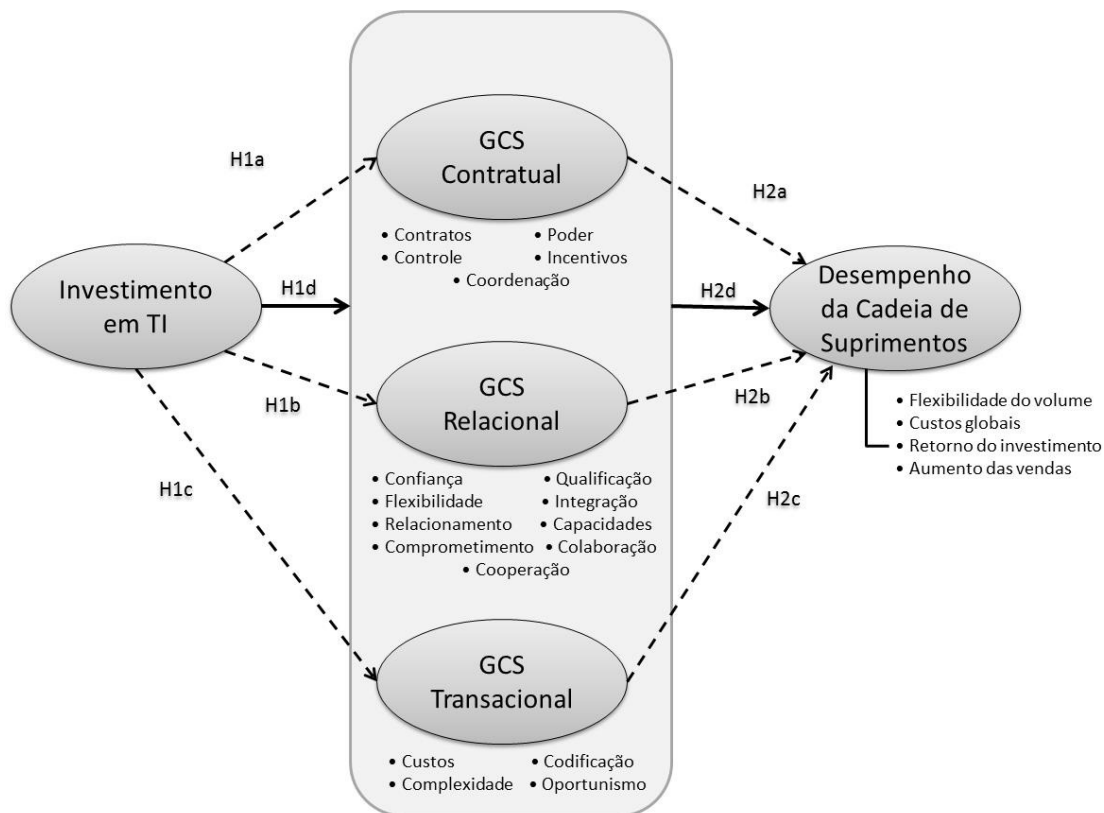 GCS
Contratual
H1a
H2a
• Contratos
• Poder
• Controle
• Incentivos
• Coordenação
Investimento
em TI
H1d
H2d
Desempenho
da Cadeia de
Suprimentos
H1b
GCS
Relacional
H2b
• Flexibilidade do volume
• Custos globais
• Retorno do investimento
• Aumento das vendas
H1c
• Confiança
• Qualificação
• Flexibilidade
• Integração
• Relacionamento
• Capacidades
• Comprometimento
• Colaboração
• Cooperação
H2c
GCS
Transacional
• Custos
• Codificação
• Complexidade
• Oportunismo